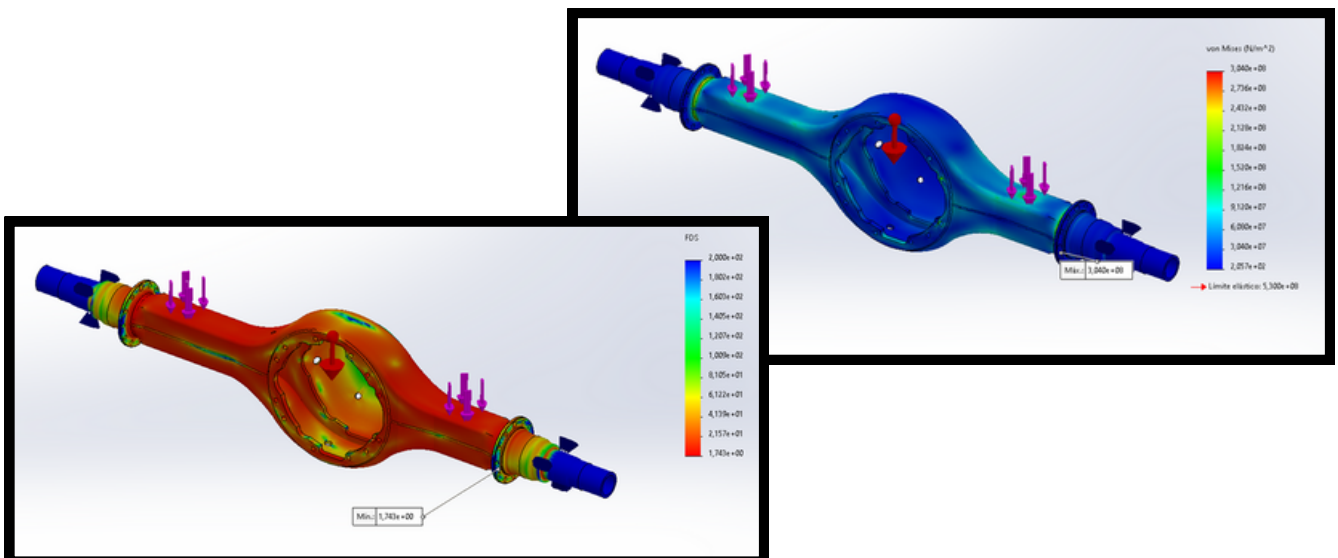 von Mises (N/m^2)
3,040e+08
2,736e+08
2,432e+08
2,128e+08
1,824e+08
1,520e+08
1,216e+08
9,120e+07
6,080e+07
3,040e+07
2,057e+02
Límite elástico: 5,300e+08
Máx.: 3,040e+08
FDS
2,000e+02
1,802e+02
1,603e+02
1,405e+02
1,207e+02
1,009e+02
8,105e+01
6,122e+01
4,139e+01
2,157e+01
1,743e+00
Mín.: 1,743e+00